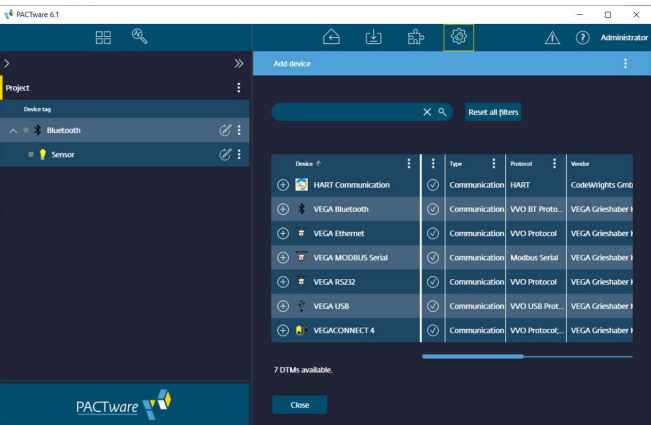 PACTware 6.1
Administrator
Add device
Project
Device tag
Bluetooth
Sensor
Reset all filters
Device Type Protocol Vendor
HART Communication Communication HART CodeWrights Gmb
VEGA Bluetooth Communication VVO BT Proto... VEGA Grieshaber
VEGA Ethernet Communication VVO Protocol VEGA Grieshaber
VEGA MODBUS Serial Communication Modbus Serial VEGA Grieshaber
VEGA RS232 Communication VVO Protocol VEGA Grieshaber
VEGA USB Communication VVO USB Prot... VEGA Grieshaber
VEGACONNECT 4 Communication VVO Protocol;... VEGA Grieshaber
7 DTMs available.
Close
PACTware